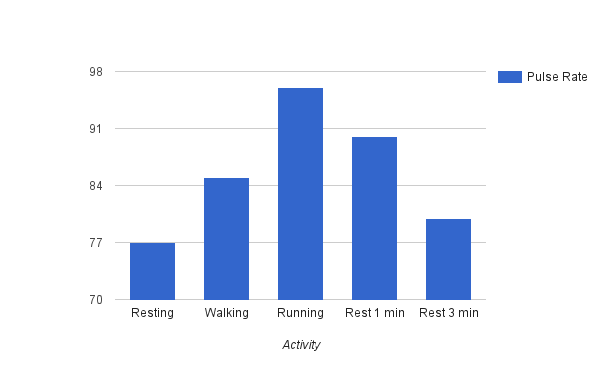 98
Pulse Rate
91
84
77
70
Resting Walking Running Rest 1 min Rest 3 min
Activity